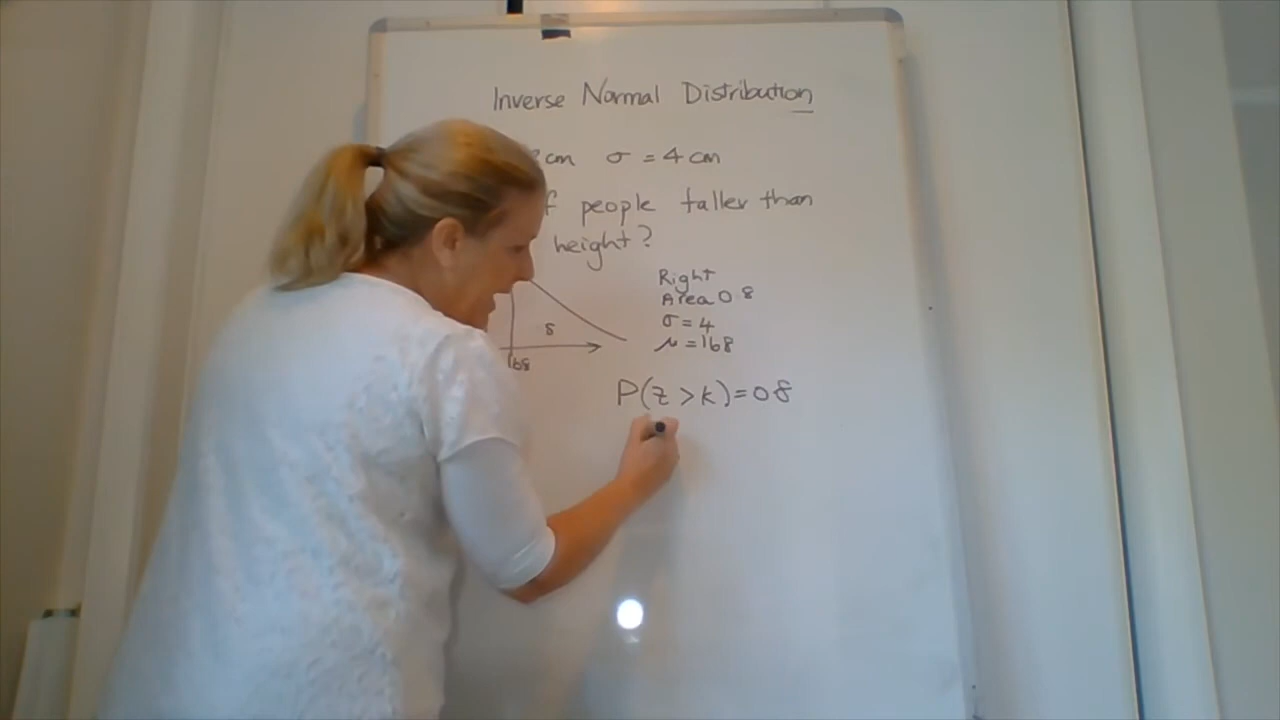 Inverse Normal Distribution
cm σ = 4 cm
people taller than
height?
Right
Area 0 8
σ = 4
μ = 168
8
168
P(z > k) = 0 8